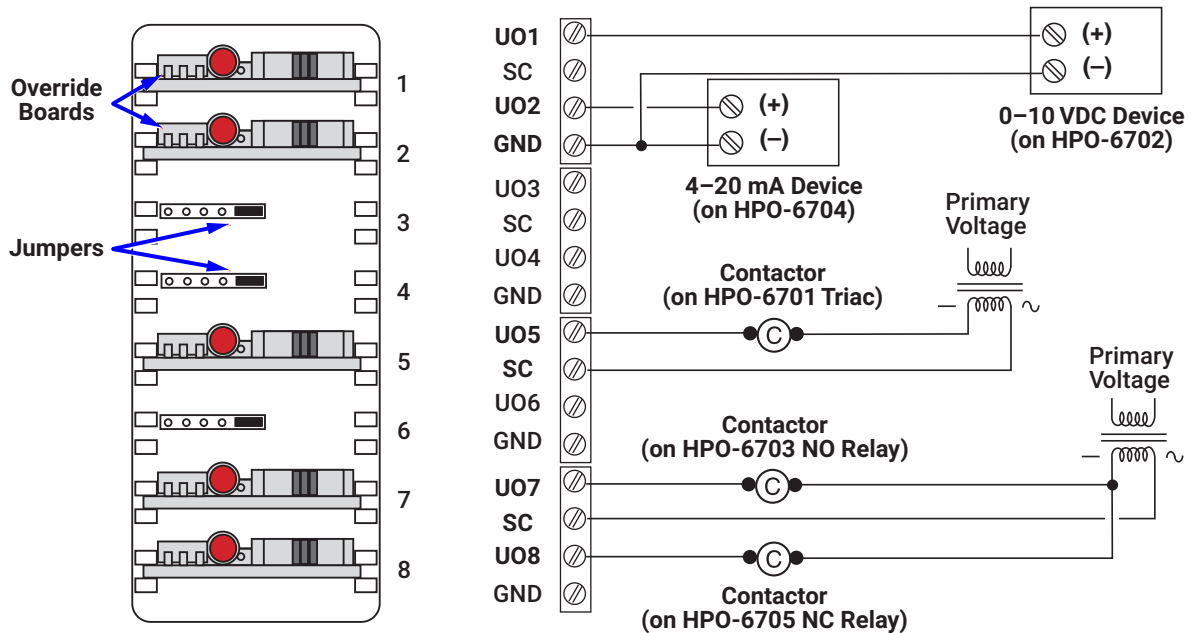 Override
Boards
Jumpers
1
2
3
4
5
6
7
8
UO1
SC
UO2
GND
UO3
SC
UO4
GND
UO5
SC
UO6
GND
UO7
SC
UO8
GND
(+)
(–)
0–10 VDC Device
(on HPO-6702)
(+)
(–)
4–20 mA Device
(on HPO-6704)
Primary
Voltage
Contactor
(on HPO-6701 Triac)
C
Primary
Voltage
Contactor
(on HPO-6703 NO Relay)
C
C
Contactor
(on HPO-6705 NC Relay)